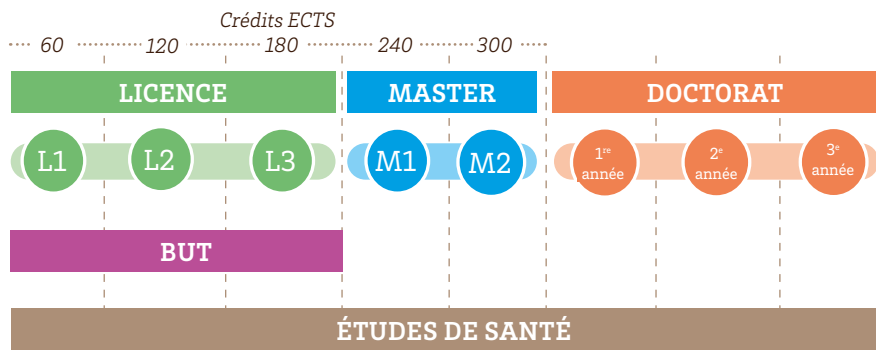 Crédits ECTS
60 120 180 240 300
LICENCE MASTER DOCTORAT
L1 L2 L3 M1 M2 1re année 2e année 3e année
BUT
ÉTUDES DE SANTÉ